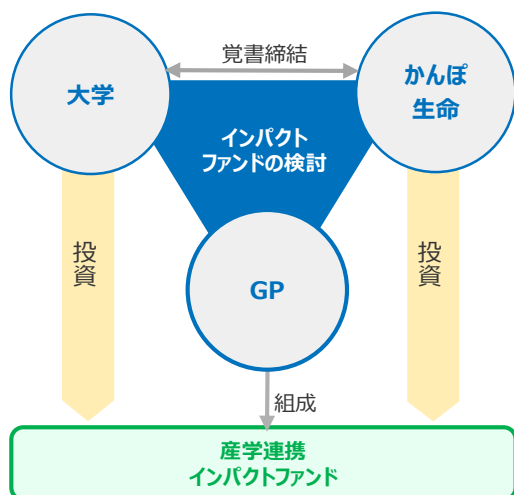 覚書締結
大学
かんぽ
生命
インパクト
ファンドの検討
投資
投資
GP
組成
産学連携
インパクトファンド